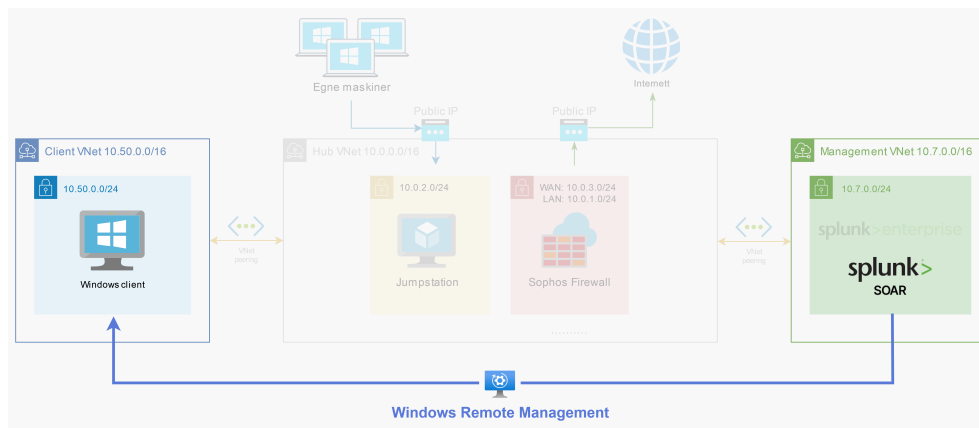 Egne maskiner
Internett
Public IP
Public IP
Client VNet 10.50.0.0/16
Hub VNet 10.0.0.0/16
Management VNet 10.7.0.0/16
10.50.0.0/24
10.0.2.0/24
WAN: 10.0.3.0/24
LAN: 10.0.1.0/24
10.7.0.0/24
splunk>enterprise
VNet
peering
VNet
peering
splunk>
SOAR
Windows client
Jumpstation
Sophos Firewall
...........
Windows Remote Management